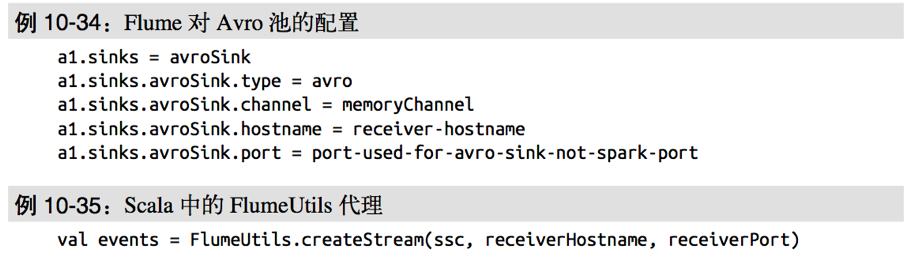 例 10-34：Flume 对 Avro 池的配置
a1.sinks = avroSink
a1.sinks.avroSink.type = avro
a1.sinks.avroSink.channel = memoryChannel
a1.sinks.avroSink.hostname = receiver-hostname
a1.sinks.avroSink.port = port-used-for-avro-sink-not-spark-port
例 10-35：Scala 中的 FlumeUtils 代理
val events = FlumeUtils.createStream(ssc, receiverHostname, receiverPort)